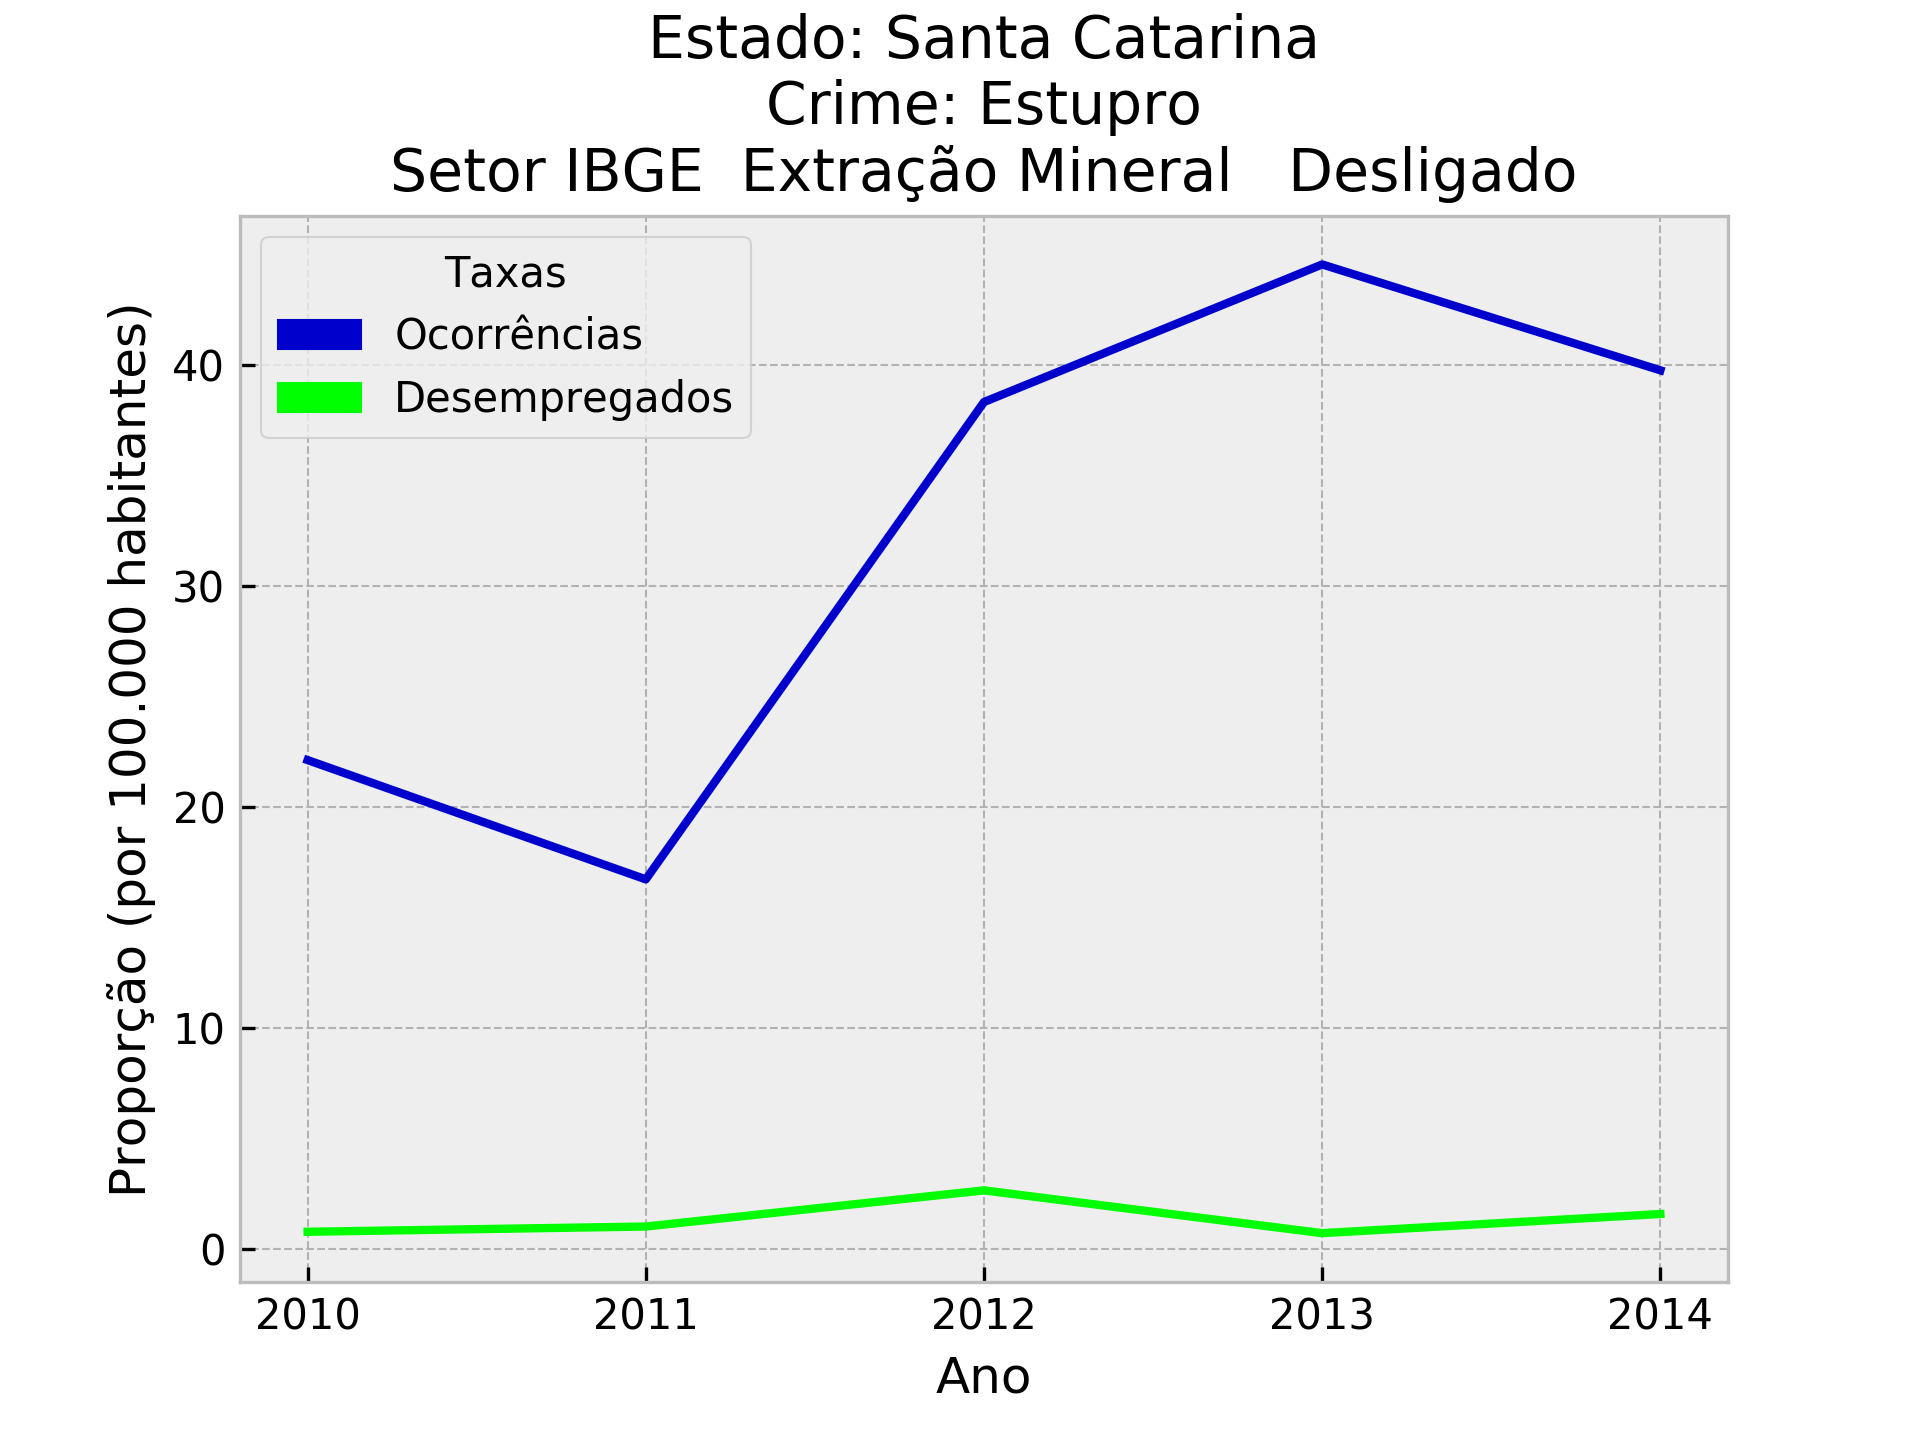 Estado: Santa Catarina
Crime: Estupro
Setor IBGE  Extração Mineral   Desligado
Taxas
Ocorrências
Desempregados
Proporção (por 100.000 habitantes)
40
30
20
10
0
2010 2011 2012 2013 2014
Ano